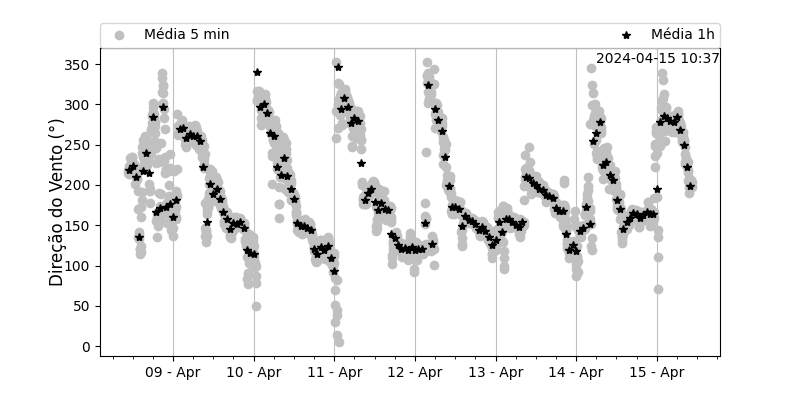 Média 5 min
Média 1h
2024-04-15 10:37
Direção do Vento (°)
350
300
250
200
150
100
50
0
09 - Apr
10 - Apr
11 - Apr
12 - Apr
13 - Apr
14 - Apr
15 - Apr